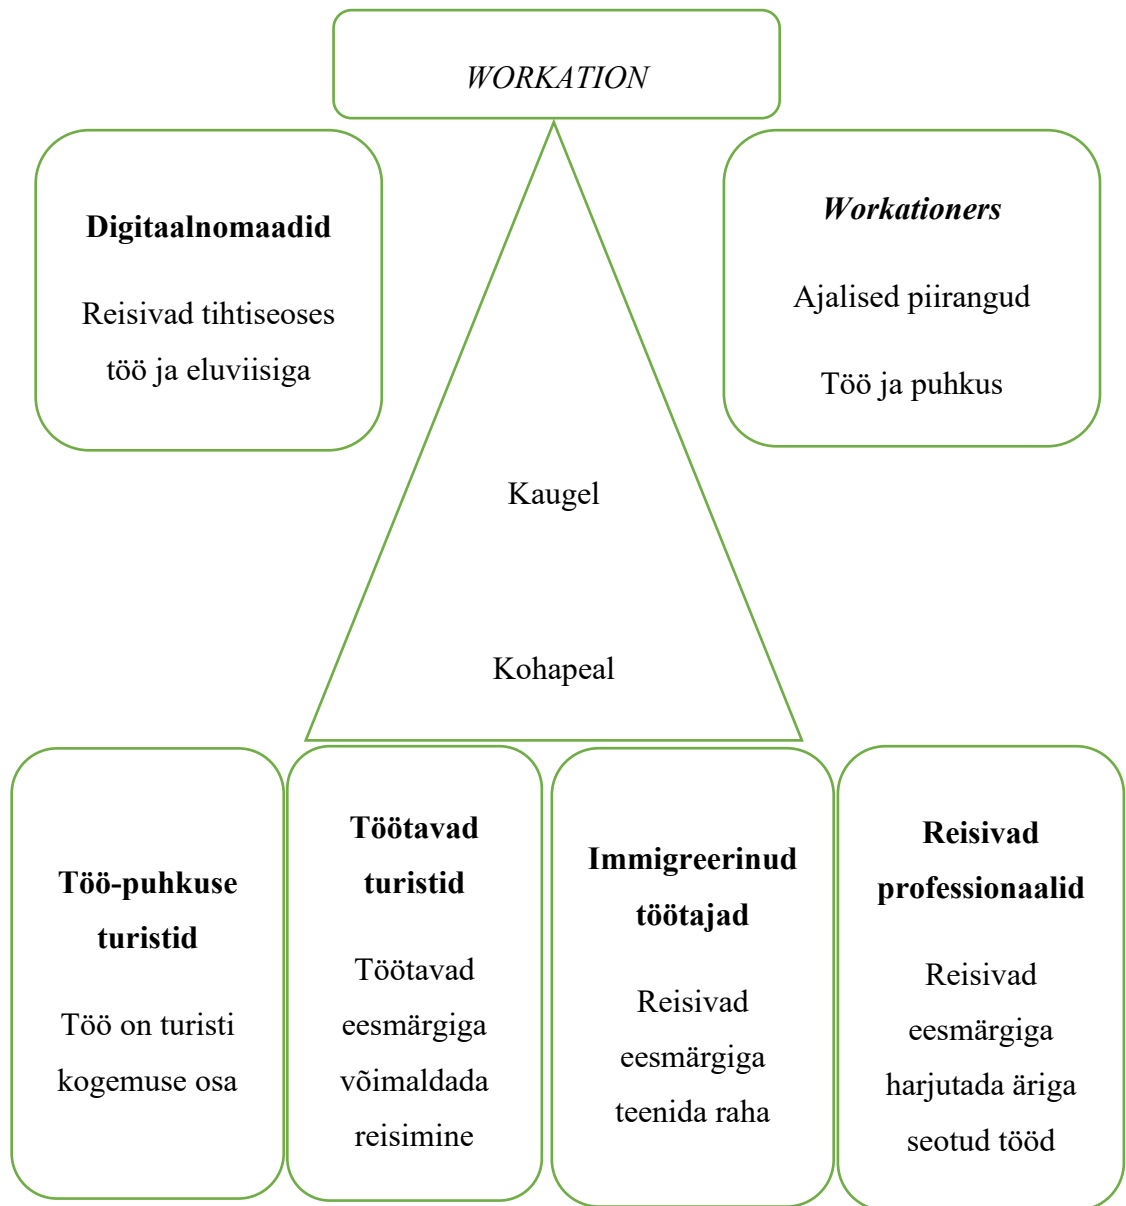 WORKATION
Digitaalnomaadid
Reisivad tihtiseoses
töö ja eluviisiga
Workationers
Ajalised piirangud
Töö ja puhkus
Kaugel
Kohapeal
Töö-puhkuse
turistid
Töö on turisti
kogemuse osa
Töötavad
turistid
Töötavad
eesmärgiga
võimaldada
reisimine
Immigreerinud
töötajad
Reisivad
eesmärgiga
teenida raha
Reisivad
professionaalid
Reisivad
eesmärgiga
harjutada äriga
seotud tööd